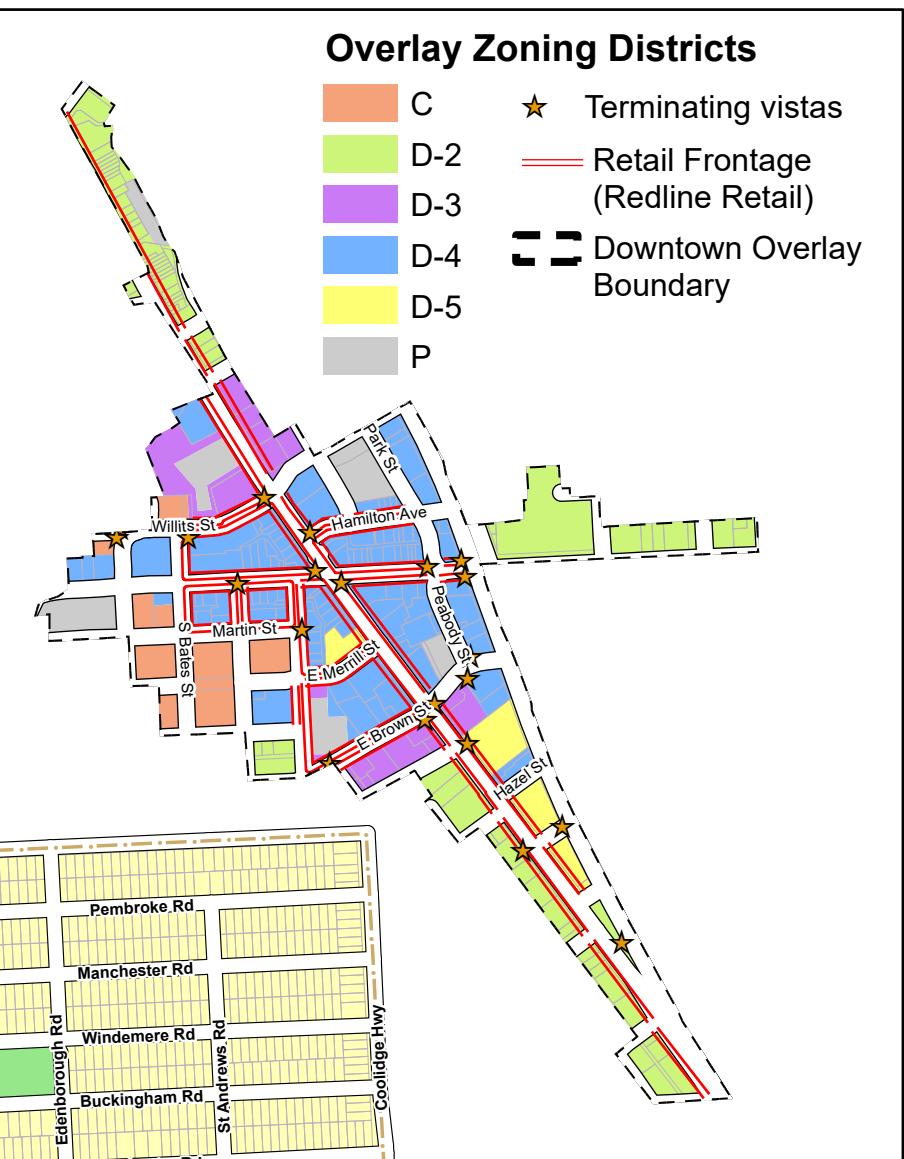 Overlay Zoning Districts
C
D-2
D-3
D-4
D-5
P
Terminating vistas
Retail Frontage
(Redline Retail)
Downtown Overlay
Boundary
Park St
Hamilton Ave
Willits St
Peabody St
Martin St
S Bates St
E Merrill St
E Brown St
Hazel St
Pembroke Rd
Manchester Rd
Windemere Rd
Buckingham Rd
Edenborough Rd
St Andrews Rd
Coolidge Hwy